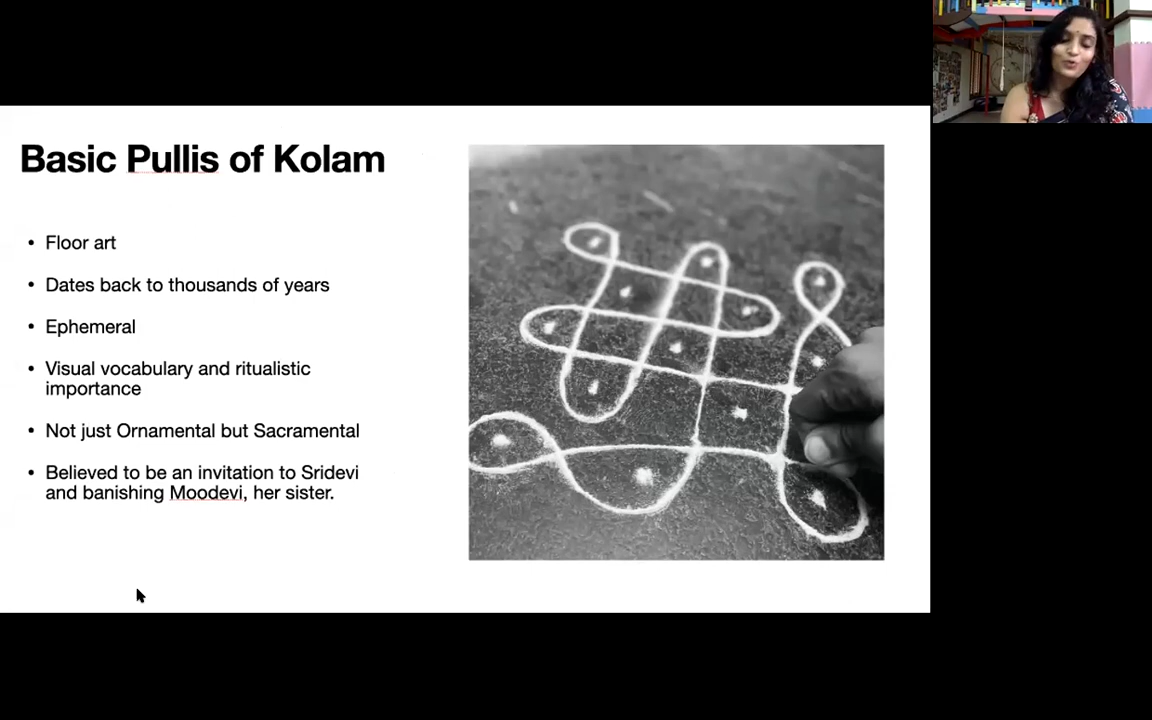 Basic Pullis of Kolam
• Floor art
• Dates back to thousands of years
• Ephemeral
• Visual vocabulary and ritualistic
importance
• Not just Ornamental but Sacramental
• Believed to be an invitation to Sridevi
and banishing Moodevi, her sister.